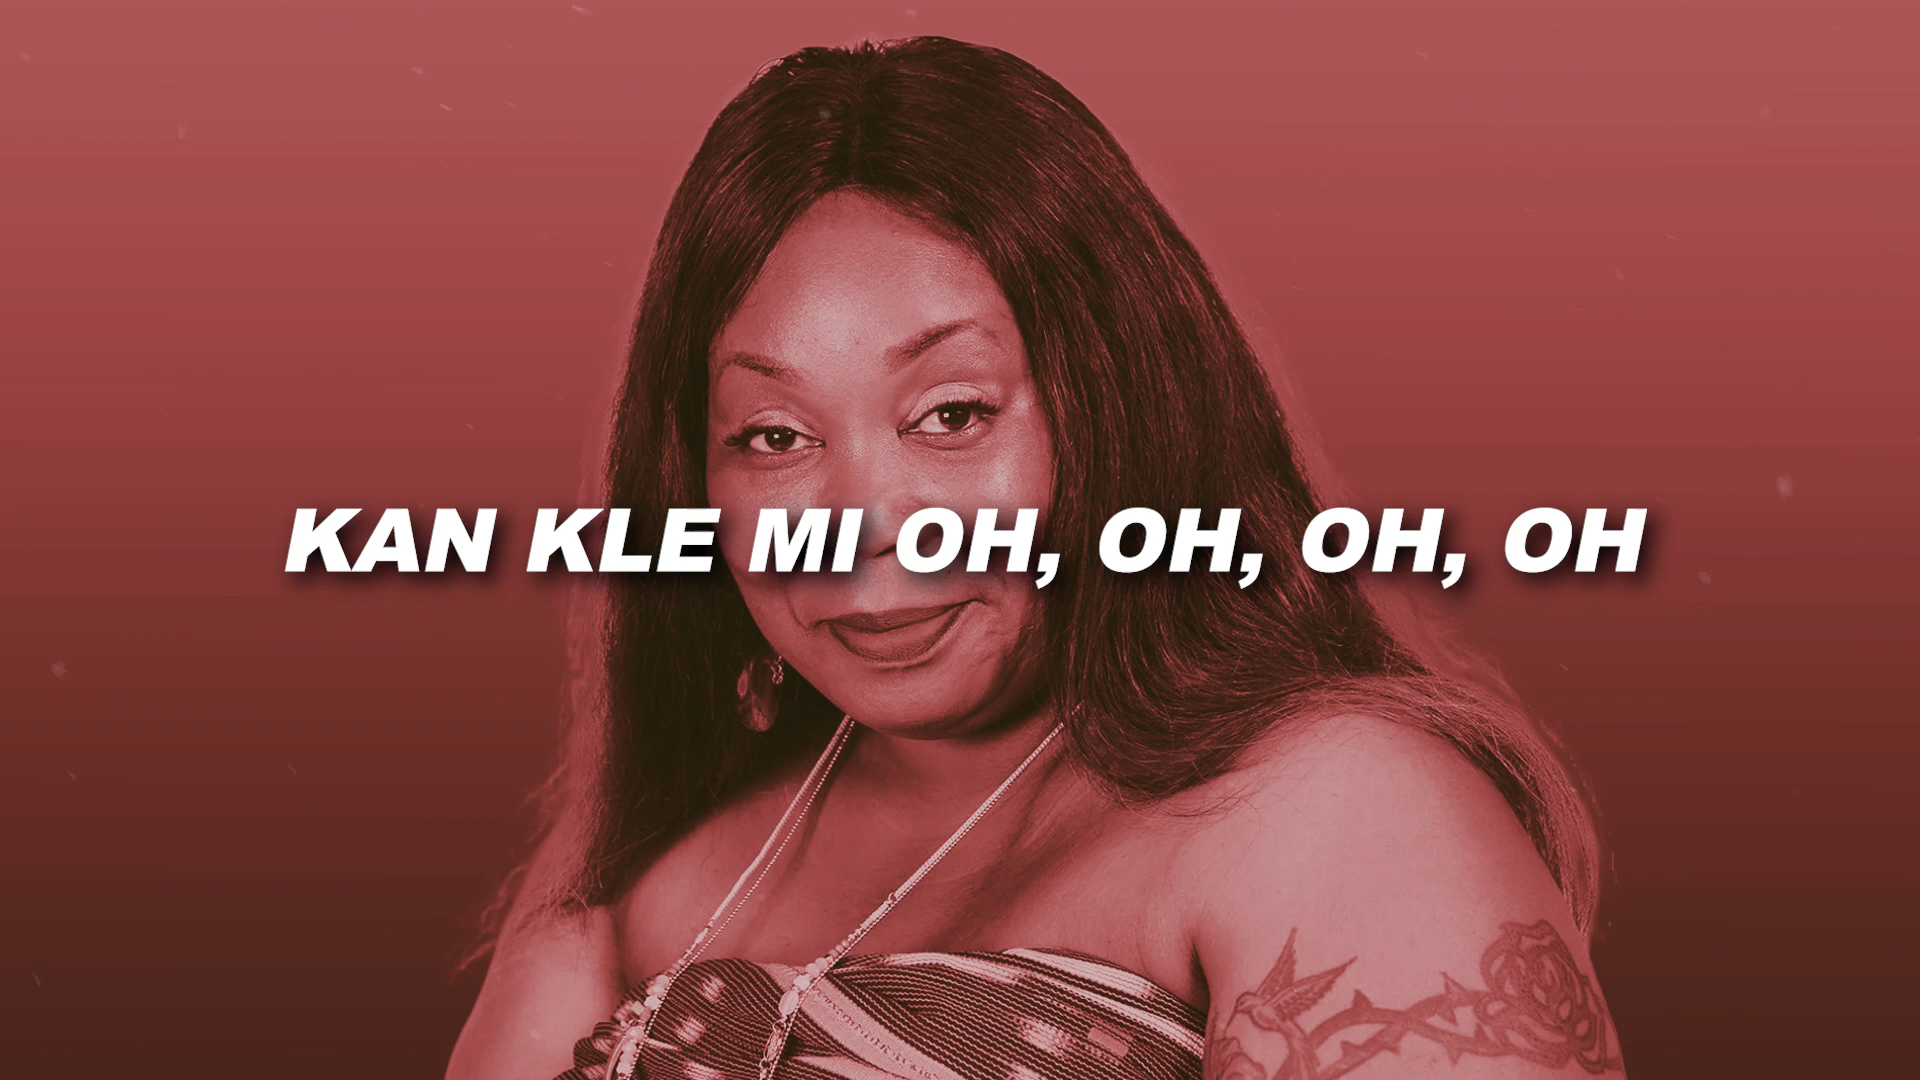 KAN KLE MI OH, OH, OH, OH